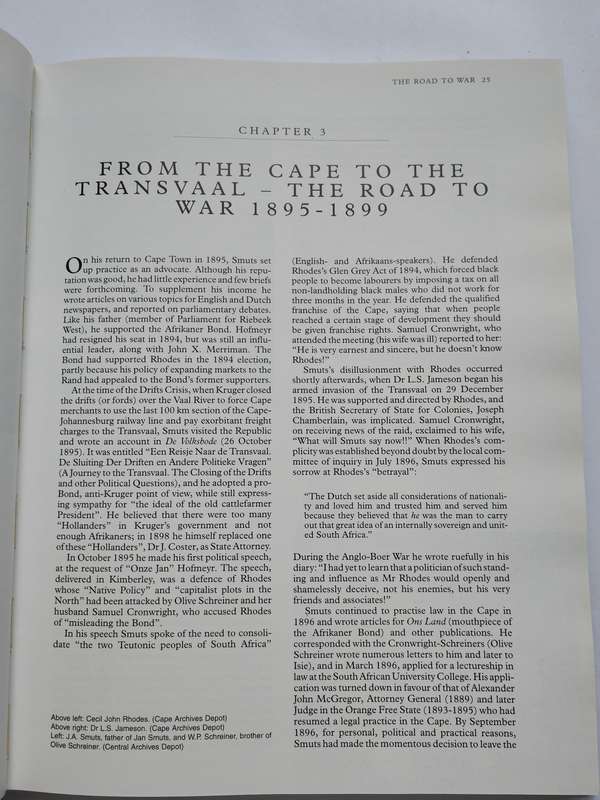 THE ROAD TO WAR 25
CHAPTER 3
FROM THE CAPE TO THE
TRANSVAAL – THE ROAD TO
WAR 1895-1899
On his return to Cape Town in 1895, Smuts set
up practice as an advocate. Although his repu-
tation was good, he had little experience and few briefs
were forthcoming. To supplement his income he
wrote articles on various topics for English and Dutch
newspapers, and reported on parliamentary debates.
Like his father (member of Parliament for Riebeek
West), he supported the Afrikaner Bond. Hofmeyr
had resigned his seat in 1894, but was still an influ-
ential leader, along with John X. Merriman. The
Bond had supported Rhodes in the 1894 election,
partly because his policy of expanding markets to the
Rand had appealed to the Bond's former supporters.
At the time of the Drifts Crisis, when Kruger closed
the drifts (or fords) over the Vaal River to force Cape
merchants to use the last 100 km section of the Cape-
Johannesburg railway line and pay exorbitant freight
charges to the Transvaal, Smuts visited the Republic
and wrote an account in De Volksbode (26 October
1895). It was entitled "Een Reisje Naar de Transvaal.
De Sluiting Der Driften en Andere Politieke Vragen"
(A Journey to the Transvaal. The Closing of the Drifts
and other Political Questions), and he adopted a pro-
Bond, anti-Kruger point of view, while still express-
ing sympathy for "the ideal of the old cattlefarmer
President". He believed that there were too many
"Hollanders" in Kruger's government and not
enough Afrikaners; in 1898 he himself replaced one
of these "Hollanders", Dr J. Coster, as State Attorney.
In October 1895 he made his first political speech,
at the request of "Onze Jan" Hofmeyr. The speech,
delivered in Kimberley, was a defence of Rhodes
whose "Native Policy" and "capitalist plots in the
North" had been attacked by Olive Schreiner and her
husband Samuel Cronwright, who accused Rhodes
of "misleading the Bond".
In his speech Smuts spoke of the need to consoli-
date "the two Teutonic peoples of South Africa"
Above left: Cecil John Rhodes. (Cape Archives Depot)
Above right: Dr L.S. Jameson. (Cape Archives Depot)
Left: J.A. Smuts, father of Jan Smuts, and W.P. Schreiner, brother of
Olive Schreiner. (Central Archives Depot)
(English- and Afrikaans-speakers). He defended
Rhodes's Glen Grey Act of 1894, which forced black
people to become labourers by imposing a tax on all
non-landholding black males who did not work for
three months in the year. He defended the qualified
franchise of the Cape, saying that when people
reached a certain stage of development they should
be given franchise rights. Samuel Cronwright, who
attended the meeting (his wife was ill) reported to her:
"He is very earnest and sincere, but he doesn't know
Rhodes!"
Smuts's disillusionment with Rhodes occurred
shortly afterwards, when Dr L.S. Jameson began his
armed invasion of the Transvaal on 29 December
1895. He was supported and directed by Rhodes, and
the British Secretary of State for Colonies, Joseph
Chamberlain, was implicated. Samuel Cronwright,
on receiving news of the raid, exclaimed to his wife,
"What will Smuts say now!!" When Rhodes's com-
plicity was established beyond doubt by the local com-
mittee of inquiry in July 1896, Smuts expressed his
sorrow at Rhodes's "betrayal":
"The Dutch set aside all considerations of nationali-
ty and loved him and trusted him and served him
because they believed that he was the man to carry
out that great idea of an internally sovereign and unit-
ed South Africa."
During the Anglo-Boer War he wrote ruefully in his
diary: "I had yet to learn that a politician of such stand-
ing and influence as Mr Rhodes would openly and
shamelessly deceive, not his enemies, but his very
friends and associates!"
Smuts continued to practise law in the Cape in
1896 and wrote articles for Ons Land (mouthpiece of
the Afrikaner Bond) and other publications. He
corresponded with the Cronwright-Schreiners (Olive
Schreiner wrote numerous letters to him and later to
Isie), and in March 1896, applied for a lectureship in
law at the South African University College. His appli-
cation was turned down in favour of that of Alexander
John McGregor, Attorney General (1889) and later
Judge in the Orange Free State (1893-1895) who had
resumed a legal practice in the Cape. By September
1896, for personal, political and practical reasons,
Smuts had made the momentous decision to leave the